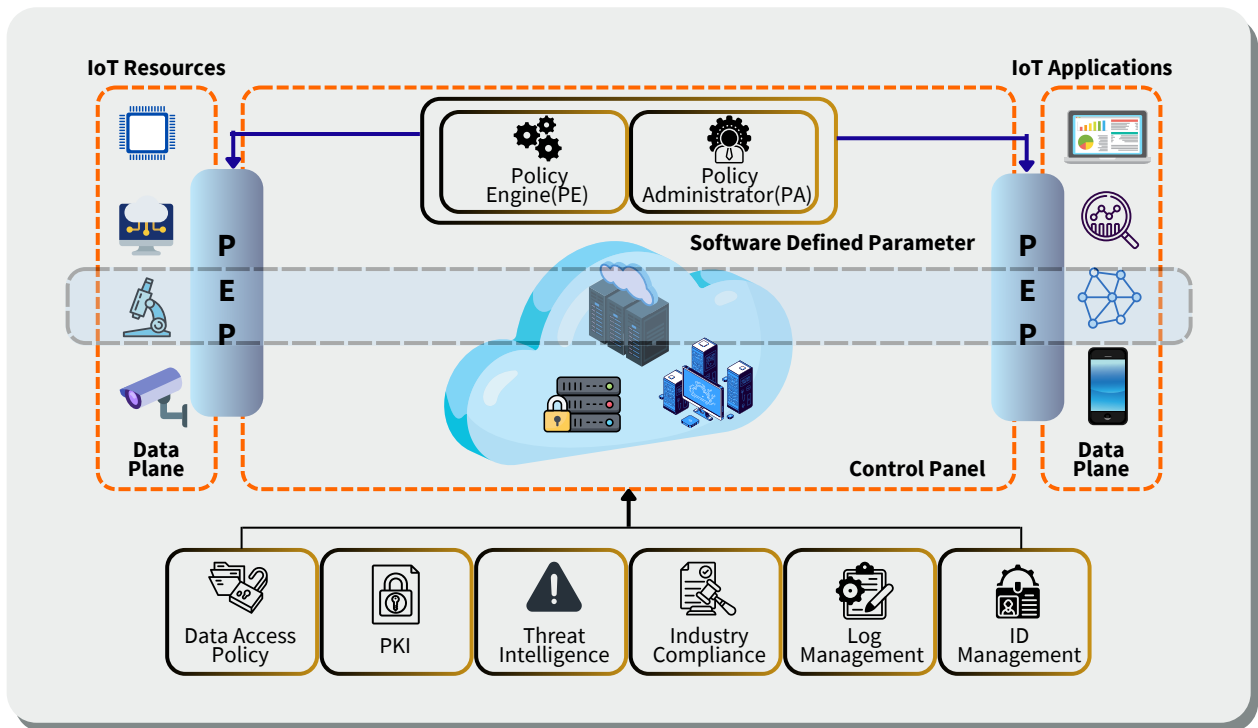 IoT Resources
IoT Applications
Policy
Engine(PE)
Policy
Administrator(PA)
Software Defined Parameter
P
E
P
P
E
P
Data
Plane
Control Panel
Data
Plane
Data Access
Policy
PKI
Threat
Intelligence
Industry
Compliance
Log
Management
ID
Management